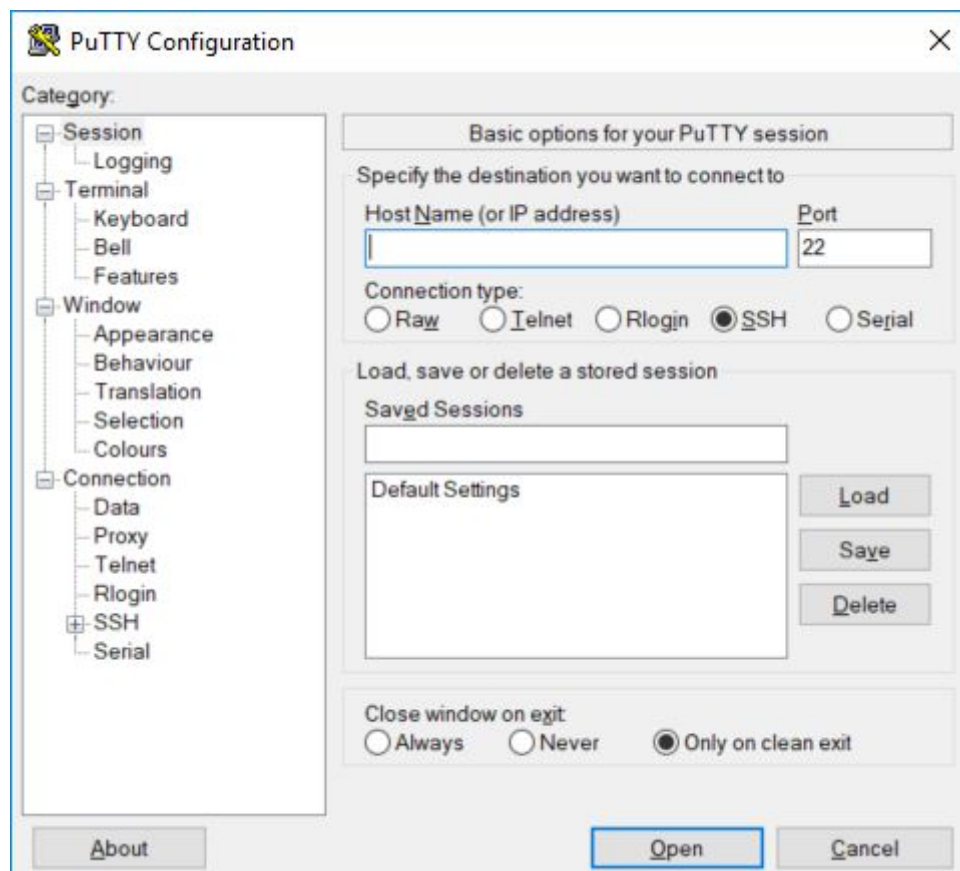 PuTTY Configuration
Category:
Session
Logging
Terminal
Keyboard
Bell
Features
Window
Appearance
Behaviour
Translation
Selection
Colours
Connection
Data
Proxy
Telnet
Rlogin
SSH
Serial
Basic options for your PuTTY session
Specify the destination you want to connect to
Host Name (or IP address) Port
22
Connection type:
Raw Telnet Rlogin SSH Serial
Load, save or delete a stored session
Saved Sessions
Default Settings
Load
Save
Delete
Close window on exit:
Always Never Only on clean exit
About Open Cancel